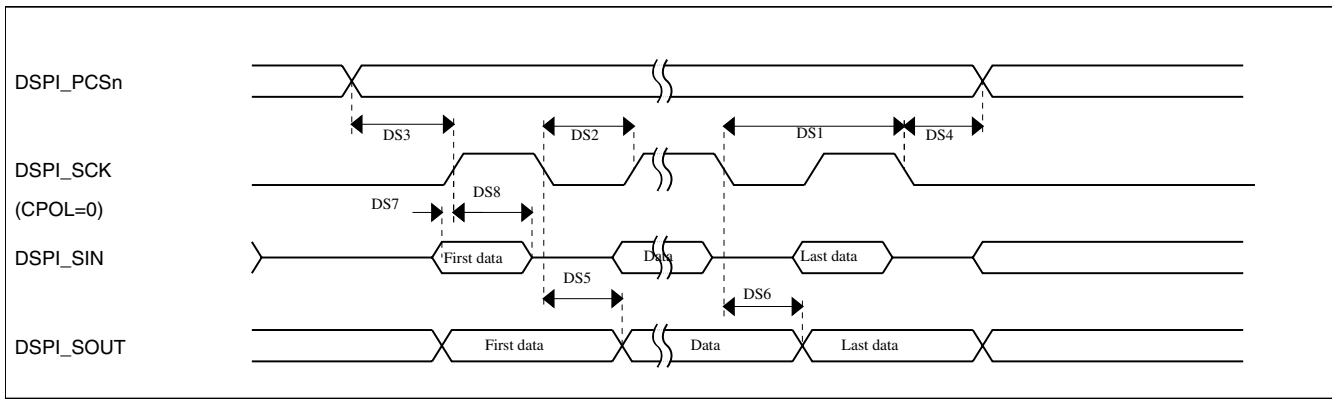 DSPI_PCSn
DS3
DS2
DS1
DS4
DSPI_SCK
(CPOL=0)
DS7
DS8
DSPI_SIN
First data
Data
Last data
DS5
DS6
DSPI_SOUT
First data
Data
Last data